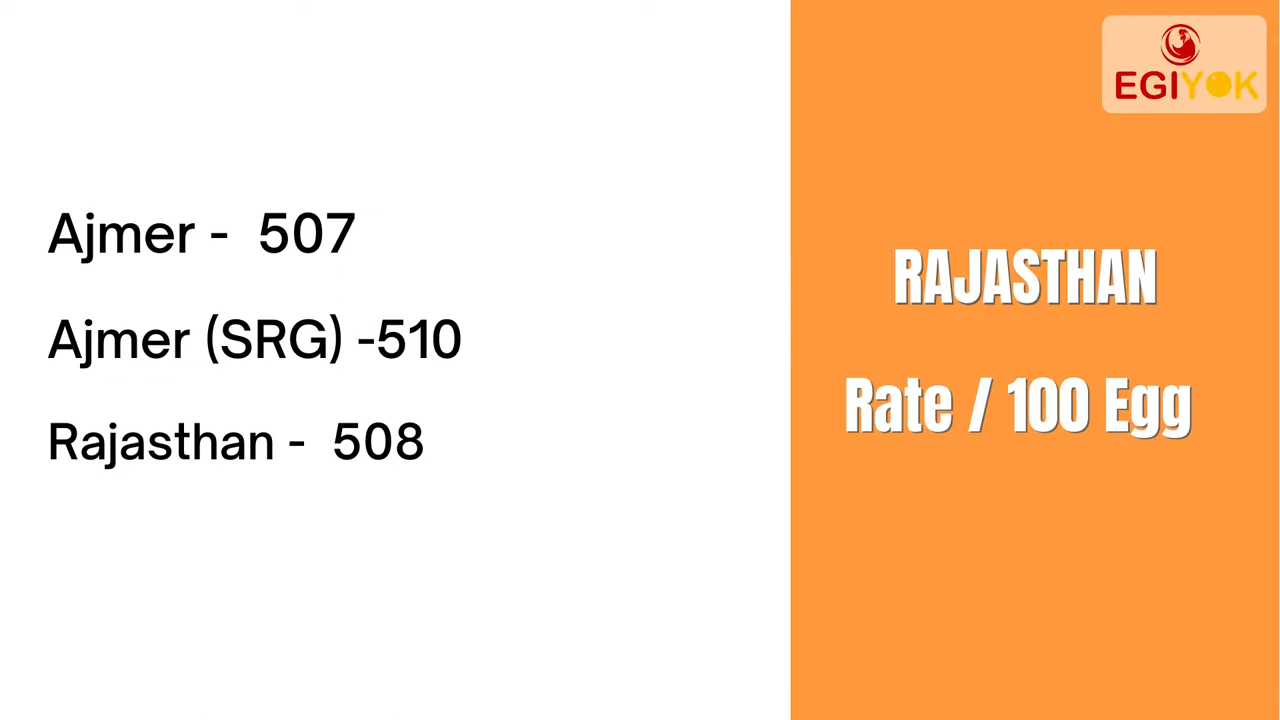 Ajmer - 507
Ajmer (SRG) -510
Rajasthan - 508
EGIYOK
RAJASTHAN
Rate / 100 Egg